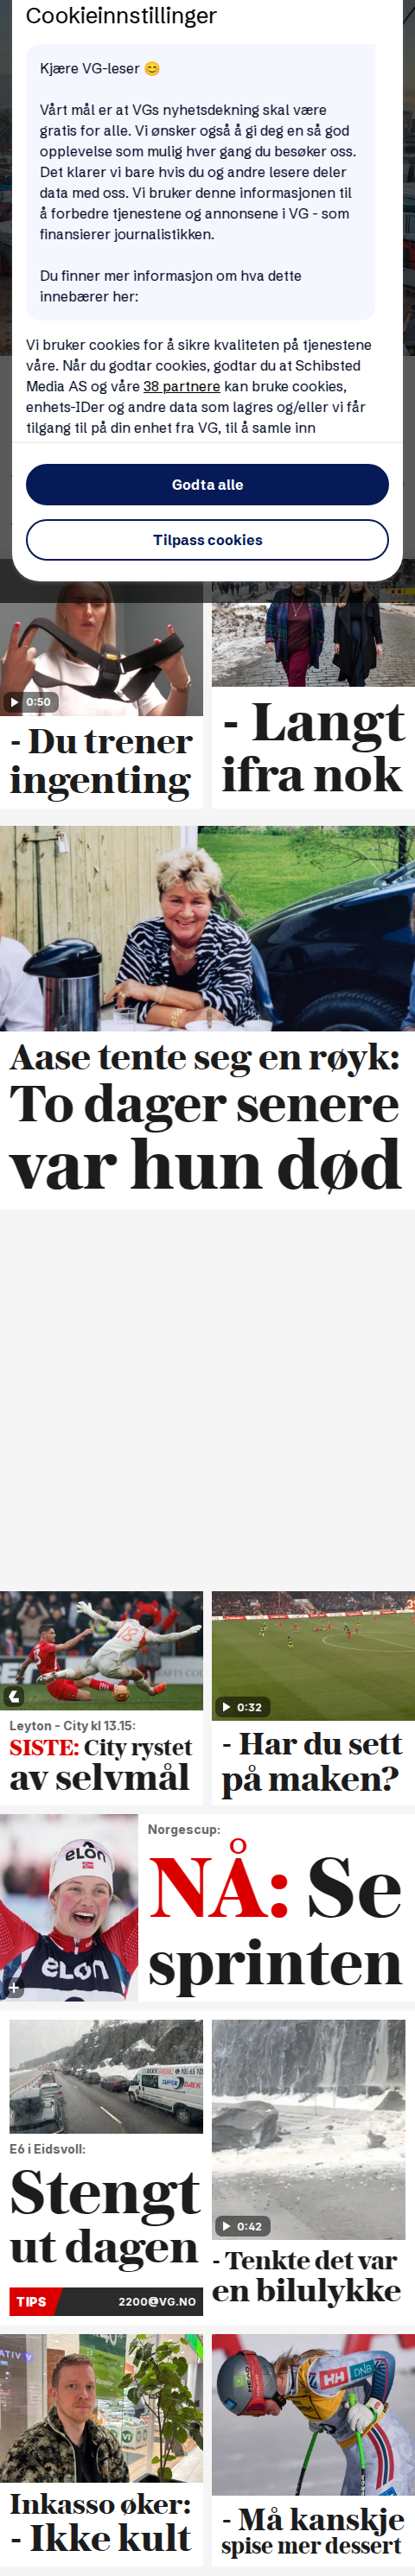 Cookieinnstillinger
Kjære VG-leser 😊
Vårt mål er at VGs nyhetsdekning skal være
gratis for alle. Vi ønsker også å gi deg en så god
opplevelse som mulig hver gang du besøker oss.
Det klarer vi bare hvis du og andre lesere deler
data med oss. Vi bruker denne informasjonen til
å forbedre tjenestene og annonsene i VG - som
finansierer journalistikken.
Du finner mer informasjon om hva dette
innebærer her:
Vi bruker cookies for å sikre kvaliteten på tjenestene
våre. Når du godtar cookies, godtar du at Schibsted
Media AS og våre 38 partnere kan bruke cookies,
enhets-IDer og andre data som lagres og/eller vi får
tilgang til på din enhet fra VG, til å samle inn
Godta alle
Tilpass cookies
0:50
- Du trener
ingenting
- Langt
ifra nok
Aase tente seg en røyk:
To dager senere
var hun død
18
Leyton - City kl 13.15:
SISTE: City rystet
av selvmål
0:32
- Har du sett
på maken?
elon
elon
Norgescup:
NÅ: Se
sprinten
E6 i Eidsvoll:
Stengt
ut dagen
TIPS
2200@VG.NO
0:42
- Tenkte det var
en bilulykke
Inkasso øker:
- Ikke kult
DNB
- Må kanskje
spise mer dessert